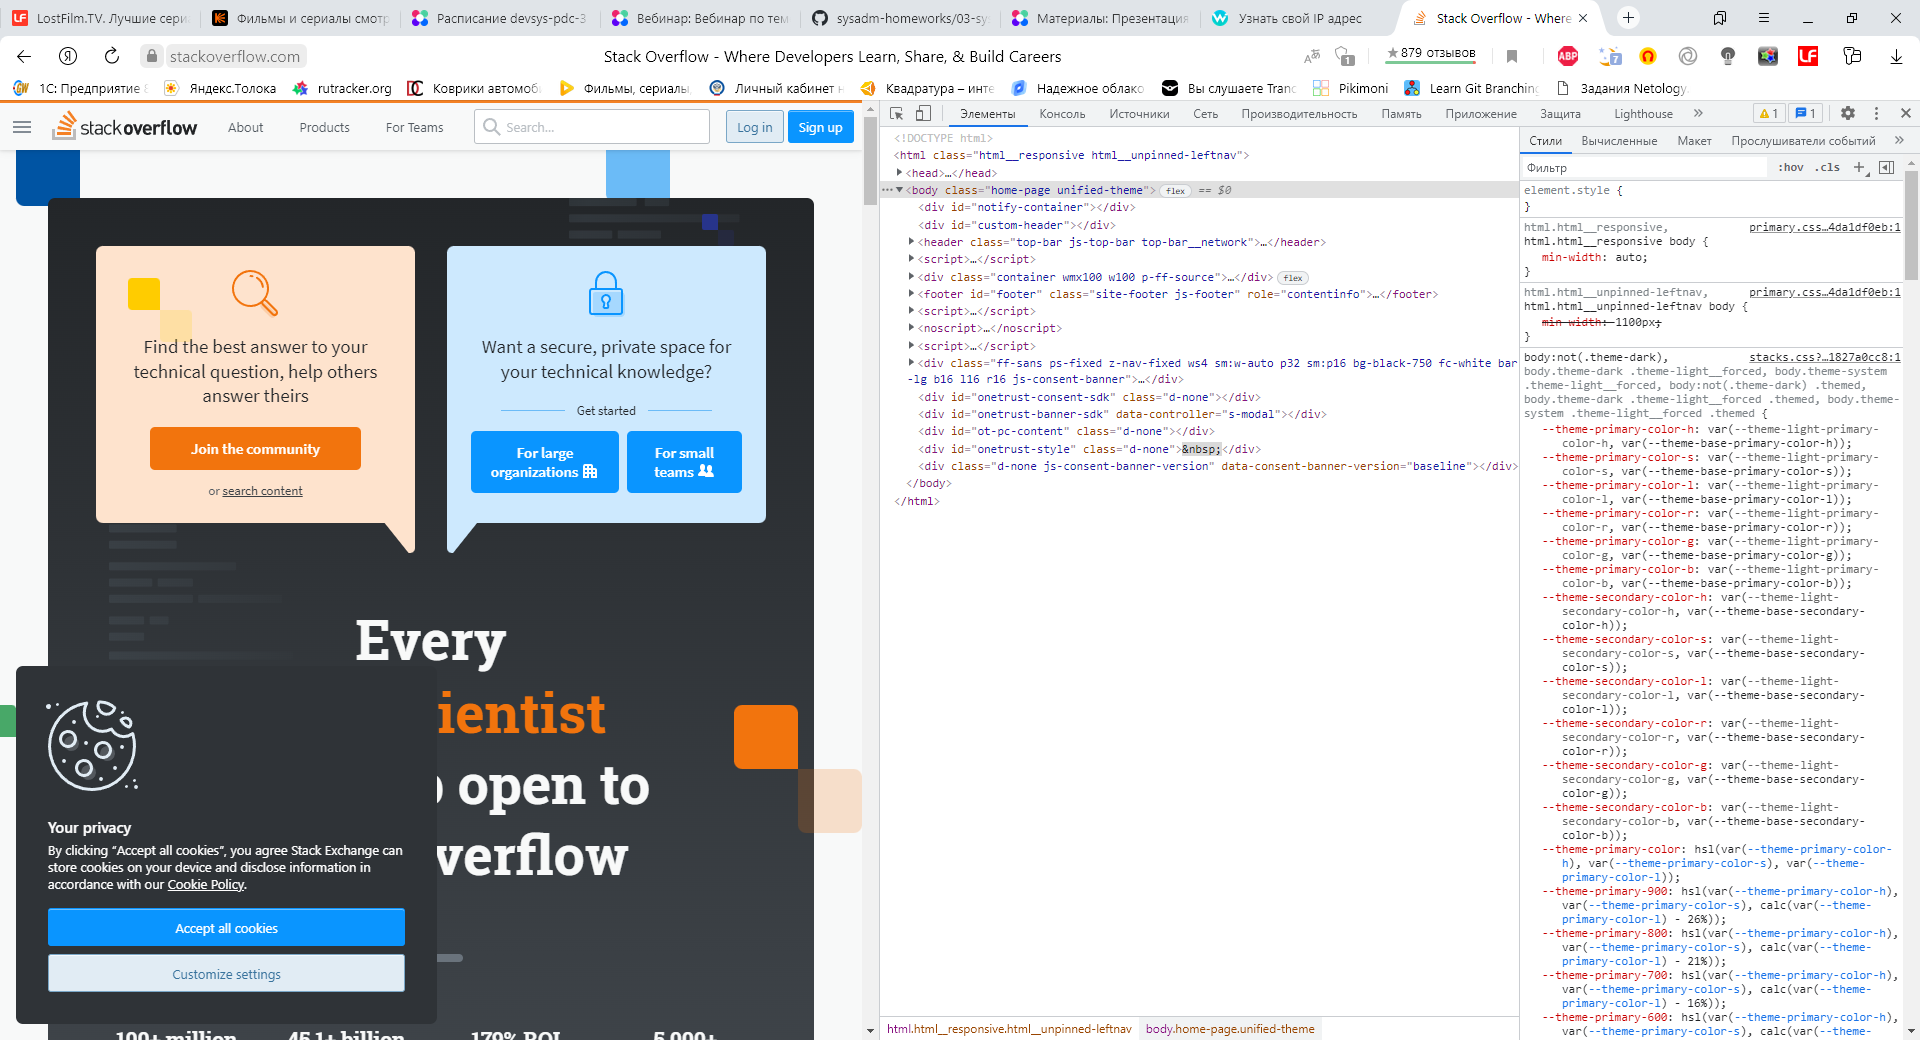 LostFilm.TV. Лучшие сери
Фильмы и сериалы смотр
Расписание devsys-pdc-3
Вебинар: Вебинар по тем
sysadm-homeworks/03-sy
Материалы: Презентация
Узнать свой IP адрес
Stack Overflow - Where
stackoverflow.com
Stack Overflow - Where Developers Learn, Share, & Build Careers
★ 879 отзывов
1С: Предприятие 8
Яндекс.Толока
rutracker.org
Коврики автомоби
Фильмы, сериалы,
Личный кабинет н
Квадратура – инте
Надежное облако
Вы слушаете Tranc
Pikimoni
Learn Git Branching
Задания Netology.
stackoverflow
About
Products
For Teams
Search...
Log in
Sign up
Find the best answer to your
technical question, help others
answer theirs
Join the community
or search content
Want a secure, private space for
your technical knowledge?
Get started
For large
organizations
For small
teams
Every
ientist
open to
verflow
Your privacy
By clicking “Accept all cookies”, you agree Stack Exchange can
store cookies on your device and disclose information in
accordance with our Cookie Policy.
Accept all cookies
Customize settings
100+ million
45.1+ billion
179% ROI
5,000+
Элементы
Консоль
Источники
Сеть
Производительность
Память
Приложение
Защита
Lighthouse
1
1
<!DOCTYPE html>
<html class="html__responsive html__unpinned-leftnav">
<head>…</head>
<body class="home-page unified-theme"> flex == $0
<div id="notify-container"></div>
<div id="custom-header"></div>
<header class="top-bar js-top-bar top-bar__network">…</header>
<script>…</script>
<div class="container wmx100 w100 p-ff-source">…</div> flex
<footer id="footer" class="site-footer js-footer" role="contentinfo">…</footer>
<script>…</script>
<noscript>…</noscript>
<script>…</script>
<div class="ff-sans ps-fixed z-nav-fixed ws4 sm:w-auto p32 sm:p16 bg-black-750 fc-white bar
-lg b16 l16 r16 js-consent-banner">…</div>
<div id="onetrust-consent-sdk" class="d-none"></div>
<div id="onetrust-banner-sdk" data-controller="s-modal"></div>
<div id="ot-pc-content" class="d-none"></div>
<div id="onetrust-style" class="d-none">&nbsp;</div>
<div class="d-none js-consent-banner-version" data-consent-banner-version="baseline"></div>
</body>
</html>
html.html__responsive.html__unpinned-leftnav
body.home-page.unified-theme
Стили
Вычисленные
Макет
Прослушиватели событий
Фильтр
:hov .cls
element.style {
}
html.html__responsive, primary.css…4da1df0eb:1
html.html__responsive body {
min-width: auto;
}
html.html__unpinned-leftnav, primary.css…4da1df0eb:1
html.html__unpinned-leftnav body {
min-width: 1100px;
}
body:not(.theme-dark), stacks.css?…1827a0cc8:1
body.theme-dark .theme-light__forced, body.theme-system
.theme-light__forced, body:not(.theme-dark) .themed,
body.theme-dark .theme-light__forced .themed, body.theme-
system .theme-light__forced .themed {
--theme-primary-color-h: var(--theme-light-primary-
color-h, var(--theme-base-primary-color-h));
--theme-primary-color-s: var(--theme-light-primary-
color-s, var(--theme-base-primary-color-s));
--theme-primary-color-l: var(--theme-light-primary-
color-l, var(--theme-base-primary-color-l));
--theme-primary-color-r: var(--theme-light-primary-
color-r, var(--theme-base-primary-color-r));
--theme-primary-color-g: var(--theme-light-primary-
color-g, var(--theme-base-primary-color-g));
--theme-primary-color-b: var(--theme-light-primary-
color-b, var(--theme-base-primary-color-b));
--theme-secondary-color-h: var(--theme-light-
secondary-color-h, var(--theme-base-secondary-
color-h));
--theme-secondary-color-s: var(--theme-light-
secondary-color-s, var(--theme-base-secondary-
color-s));
--theme-secondary-color-l: var(--theme-light-
secondary-color-l, var(--theme-base-secondary-
color-l));
--theme-secondary-color-r: var(--theme-light-
secondary-color-r, var(--theme-base-secondary-
color-r));
--theme-secondary-color-g: var(--theme-light-
secondary-color-g, var(--theme-base-secondary-
color-g));
--theme-secondary-color-b: var(--theme-light-
secondary-color-b, var(--theme-base-secondary-
color-b));
--theme-primary-color: hsl(var(--theme-primary-color-
h), var(--theme-primary-color-s), var(--theme-
primary-color-l));
--theme-primary-900: hsl(var(--theme-primary-color-h),
var(--theme-primary-color-s), calc(var(--theme-
primary-color-l) - 26%));
--theme-primary-800: hsl(var(--theme-primary-color-h),
var(--theme-primary-color-s), calc(var(--theme-
primary-color-l) - 21%));
--theme-primary-700: hsl(var(--theme-primary-color-h),
var(--theme-primary-color-s), calc(var(--theme-
primary-color-l) - 16%));
--theme-primary-600: hsl(var(--theme-primary-color-h),
var(--theme-primary-color-s), calc(var(--theme-